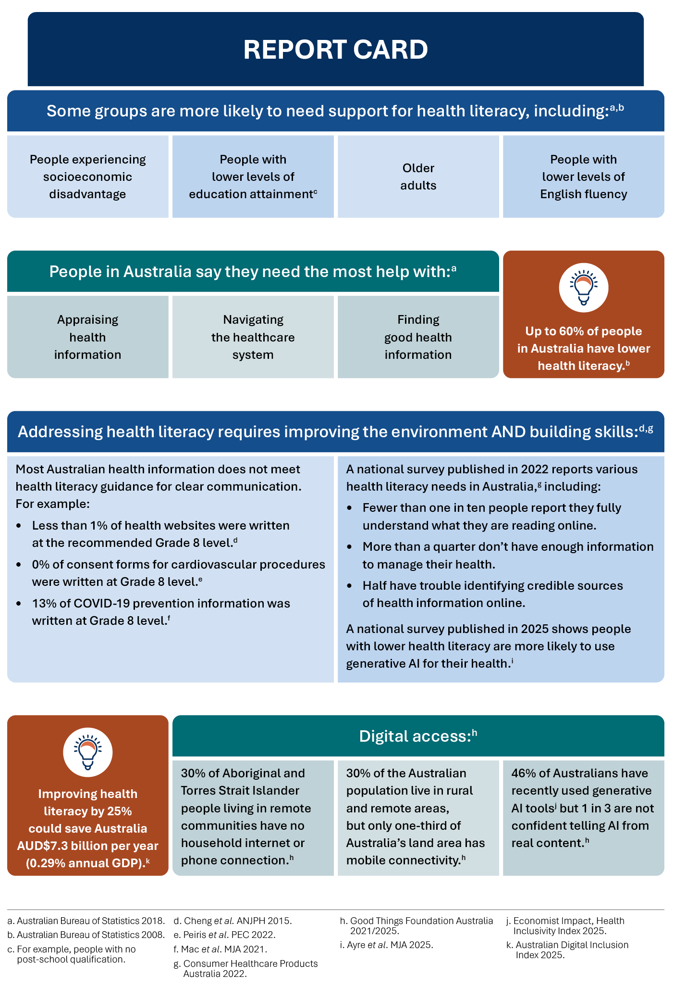 REPORT CARD
Some groups are more likely to need support for health literacy, including:a,b
People experiencing
socioeconomic
disadvantage
People with
lower levels of
education attainmentc
Older
adults
People with
lower levels of
English fluency
People in Australia say they need the most help with:a
Appraising
health
information
Navigating
the healthcare
system
Finding
good health
information
Up to 60% of people
in Australia have lower
health literacy.b
Addressing health literacy requires improving the environment AND building skills:d,g
Most Australian health information does not meet
health literacy guidance for clear communication.
For example:
• Less than 1% of health websites were written
at the recommended Grade 8 level.d
• 0% of consent forms for cardiovascular procedures
were written at Grade 8 level.e
• 13% of COVID-19 prevention information was
written at Grade 8 level.f
A national survey published in 2022 reports various
health literacy needs in Australia,g including:
• Fewer than one in ten people report they fully
understand what they are reading online.
• More than a quarter don’t have enough information
to manage their health.
• Half have trouble identifying credible sources
of health information online.
A national survey published in 2025 shows people
with lower health literacy are more likely to use
generative AI for their health.i
Improving health
literacy by 25%
could save Australia
AUD$7.3 billion per year
(0.29% annual GDP).k
Digital access:h
30% of Aboriginal and
Torres Strait Islander
people living in remote
communities have no
household internet or
phone connection.h
30% of the Australian
population live in rural
and remote areas,
but only one-third of
Australia’s land area has
mobile connectivity.h
46% of Australians have
recently used generative
AI toolsj but 1 in 3 are not
confident telling AI from
real content.h
a. Australian Bureau of Statistics 2018.
b. Australian Bureau of Statistics 2008.
c. For example, people with no
post-school qualification.
d. Cheng et al. ANJPH 2015.
e. Peiris et al. PEC 2022.
f. Mac et al. MJA 2021.
g. Consumer Healthcare Products
Australia 2022.
h. Good Things Foundation Australia
2021/2025.
i. Ayre et al. MJA 2025.
j. Economist Impact, Health
Inclusivity Index 2025.
k. Australian Digital Inclusion
Index 2025.